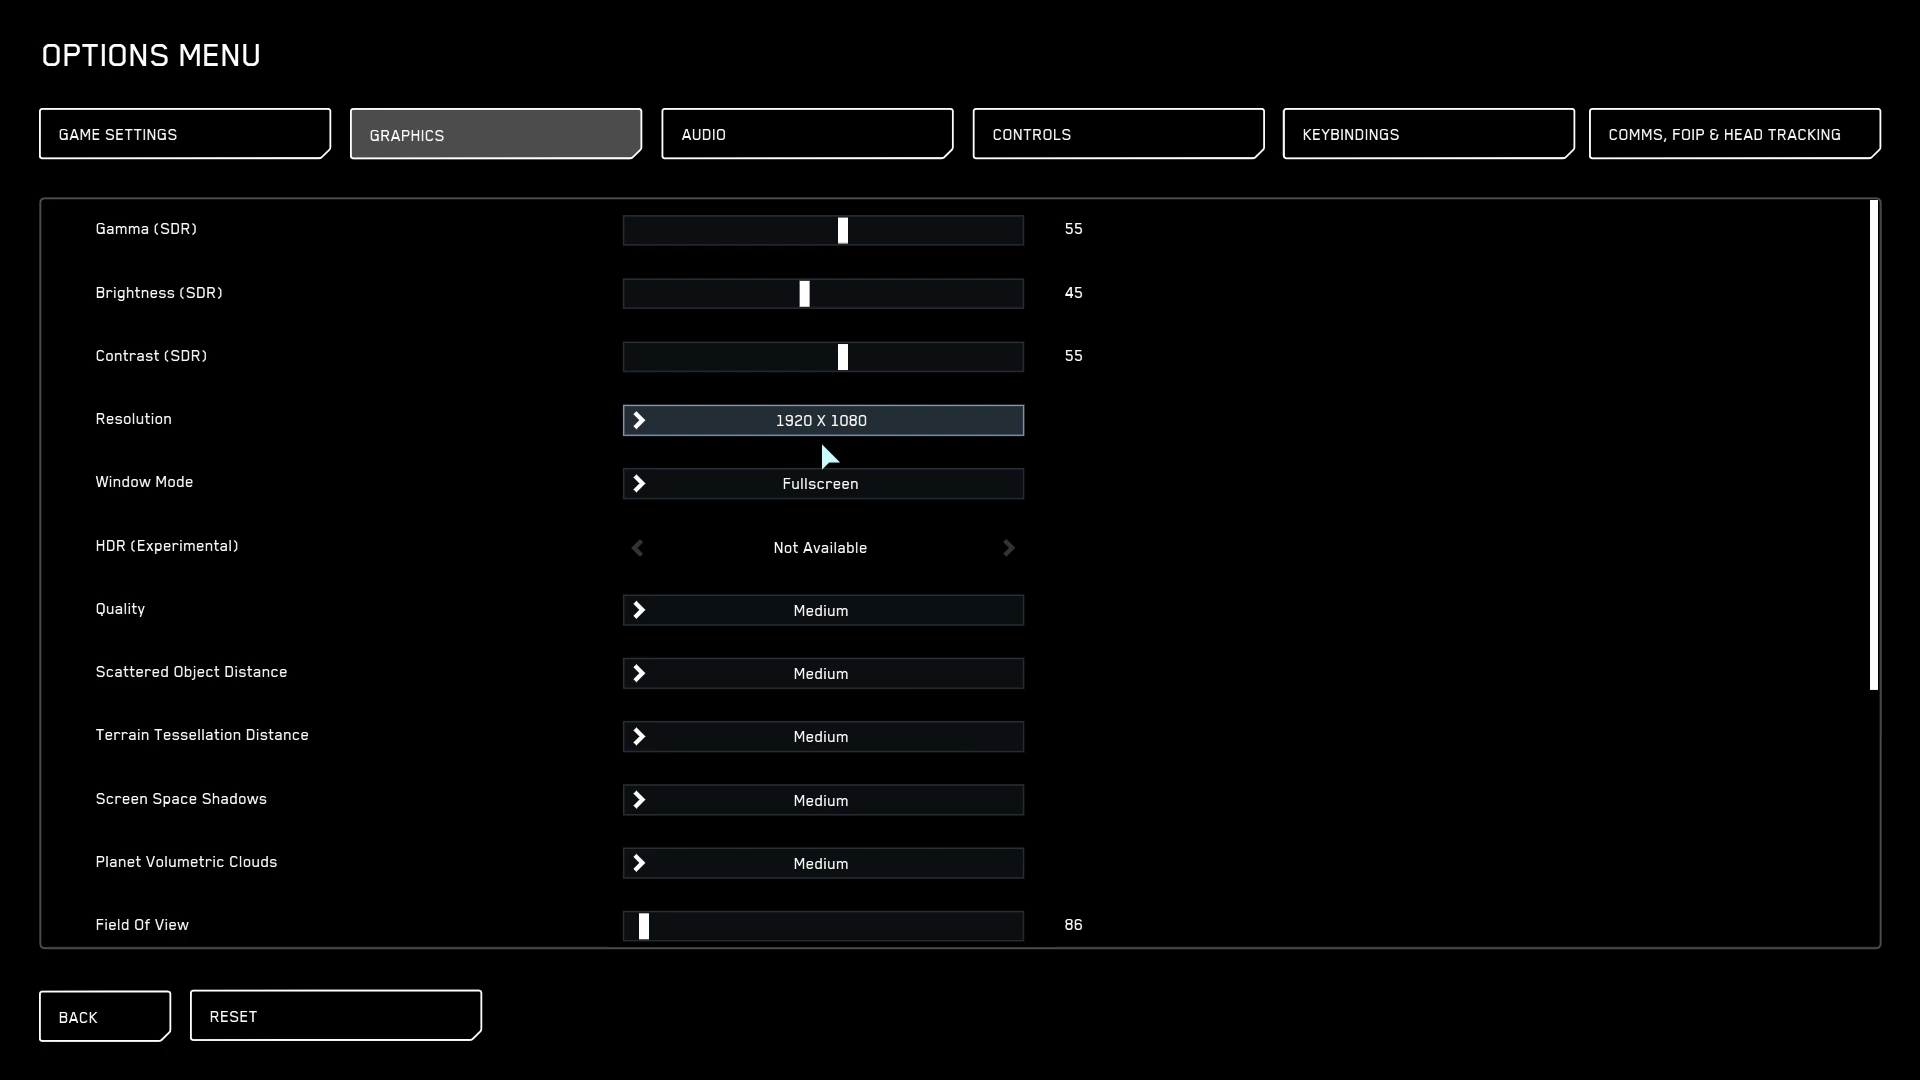 OPTIONS MENU
GAME SETTINGS
GRAPHICS
AUDIO
CONTROLS
KEYBINDINGS
COMMS, FOIP & HEAD TRACKING
Gamma (SDR) 55
Brightness (SDR) 45
Contrast (SDR) 55
Resolution 1920 X 1080
Window Mode Fullscreen
HDR (Experimental) Not Available
Quality Medium
Scattered Object Distance Medium
Terrain Tessellation Distance Medium
Screen Space Shadows Medium
Planet Volumetric Clouds Medium
Field Of View 86
BACK
RESET